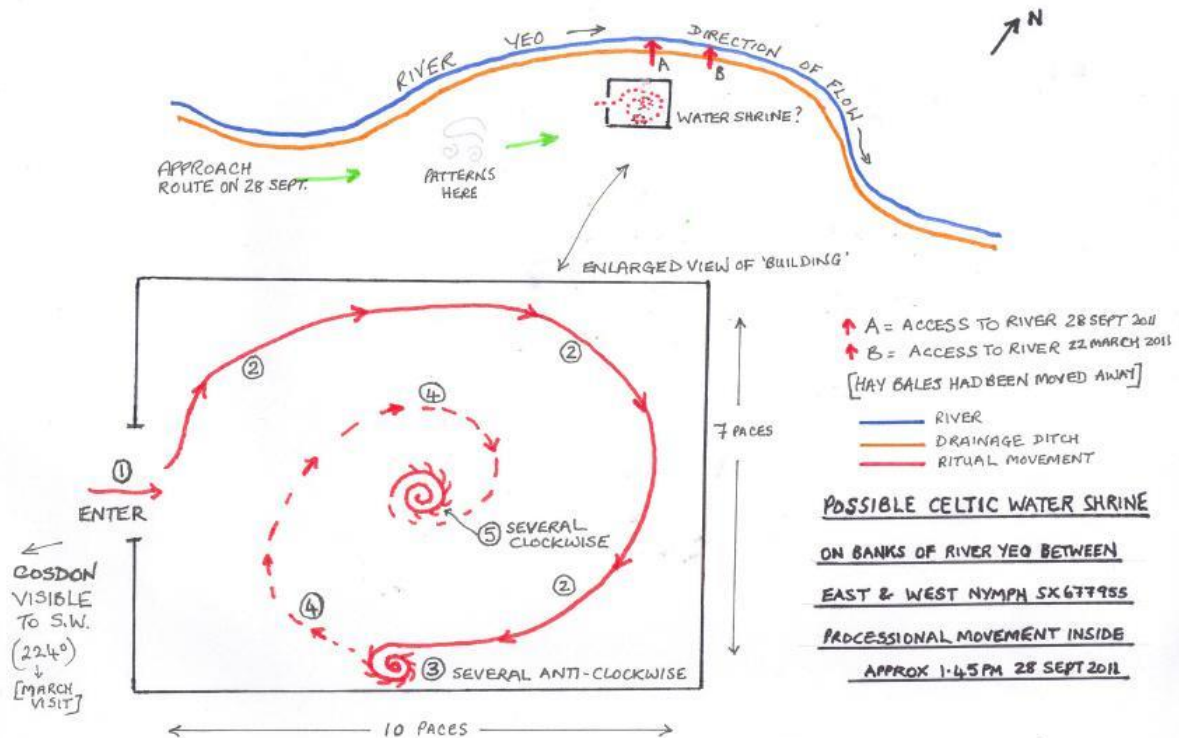 N
RIVER YEO → DIRECTION OF FLOW →
A
B
WATER SHRINE?
APPROACH
ROUTE ON 28 SEPT.
PATTERNS
HERE
ENLARGED VIEW OF 'BUILDING'
① ENTER
②
②
②
③ SEVERAL ANTI-CLOCKWISE
④
④
⑤ SEVERAL
CLOCKWISE
7 PACES
10 PACES
COSDON
VISIBLE
TO S.W.
(224°)
[MARCH
VISIT]
A = ACCESS TO RIVER 28 SEPT 2011
B = ACCESS TO RIVER 22 MARCH 2011
[HAY BALES HAD BEEN MOVED AWAY]
RIVER
DRAINAGE DITCH
RITUAL MOVEMENT
POSSIBLE CELTIC WATER SHRINE
ON BANKS OF RIVER YEO BETWEEN
EAST & WEST NYMPH SX677955
PROCESSIONAL MOVEMENT INSIDE
APPROX 1·45PM 28 SEPT 2011